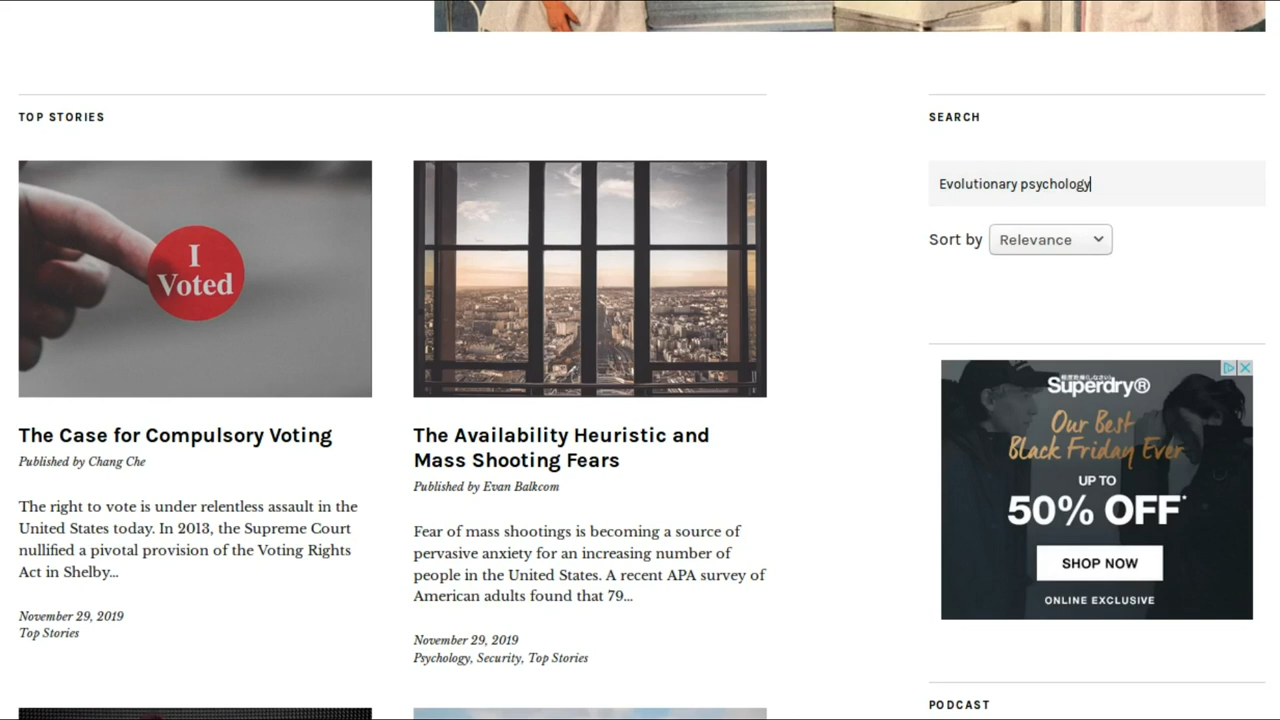 TOP STORIES
I
Voted
The Case for Compulsory Voting
Published by Chang Che
The right to vote is under relentless assault in the
United States today. In 2013, the Supreme Court
nullified a pivotal provision of the Voting Rights
Act in Shelby...
November 29, 2019
Top Stories
The Availability Heuristic and
Mass Shooting Fears
Published by Evan Balkcom
Fear of mass shootings is becoming a source of
pervasive anxiety for an increasing number of
people in the United States. A recent APA survey of
American adults found that 79...
November 29, 2019
Psychology, Security, Top Stories
SEARCH
Evolutionary psychology
Sort by Relevance
Superdry®
Our Best
Black Friday Ever
UP TO
50% OFF*
SHOP NOW
ONLINE EXCLUSIVE
PODCAST